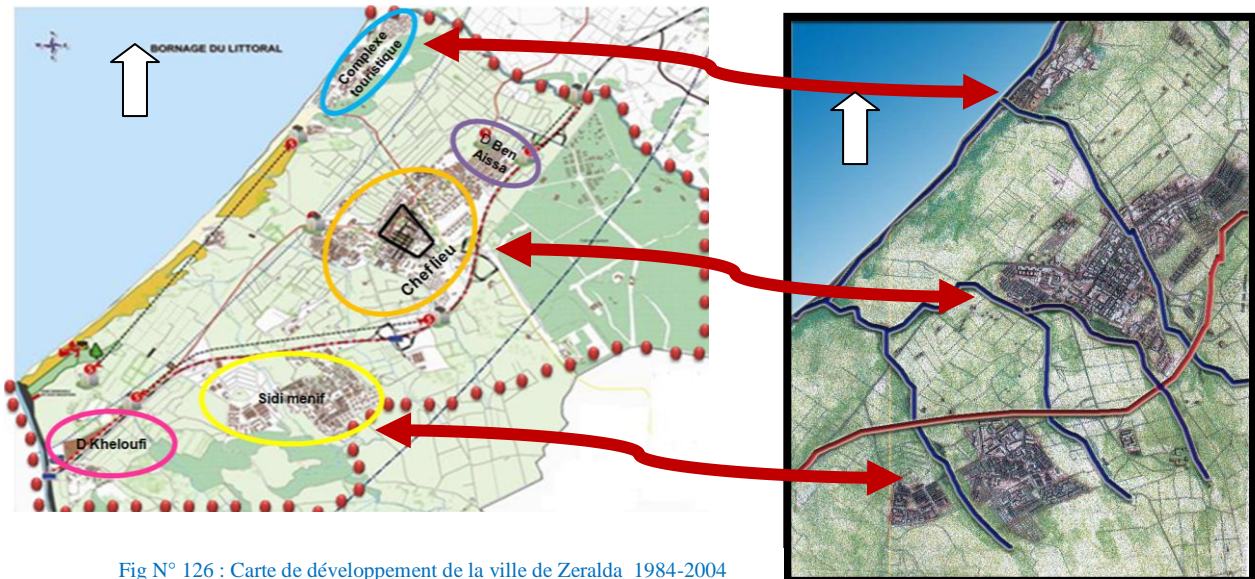 BORNAGE DU LITTORAL
Complexe
touristique
D Ben
Aissa
Chef lieu
Sidi menif
D Kheloufi
Fig N° 126 : Carte de développement de la ville de Zeralda 1984-2004